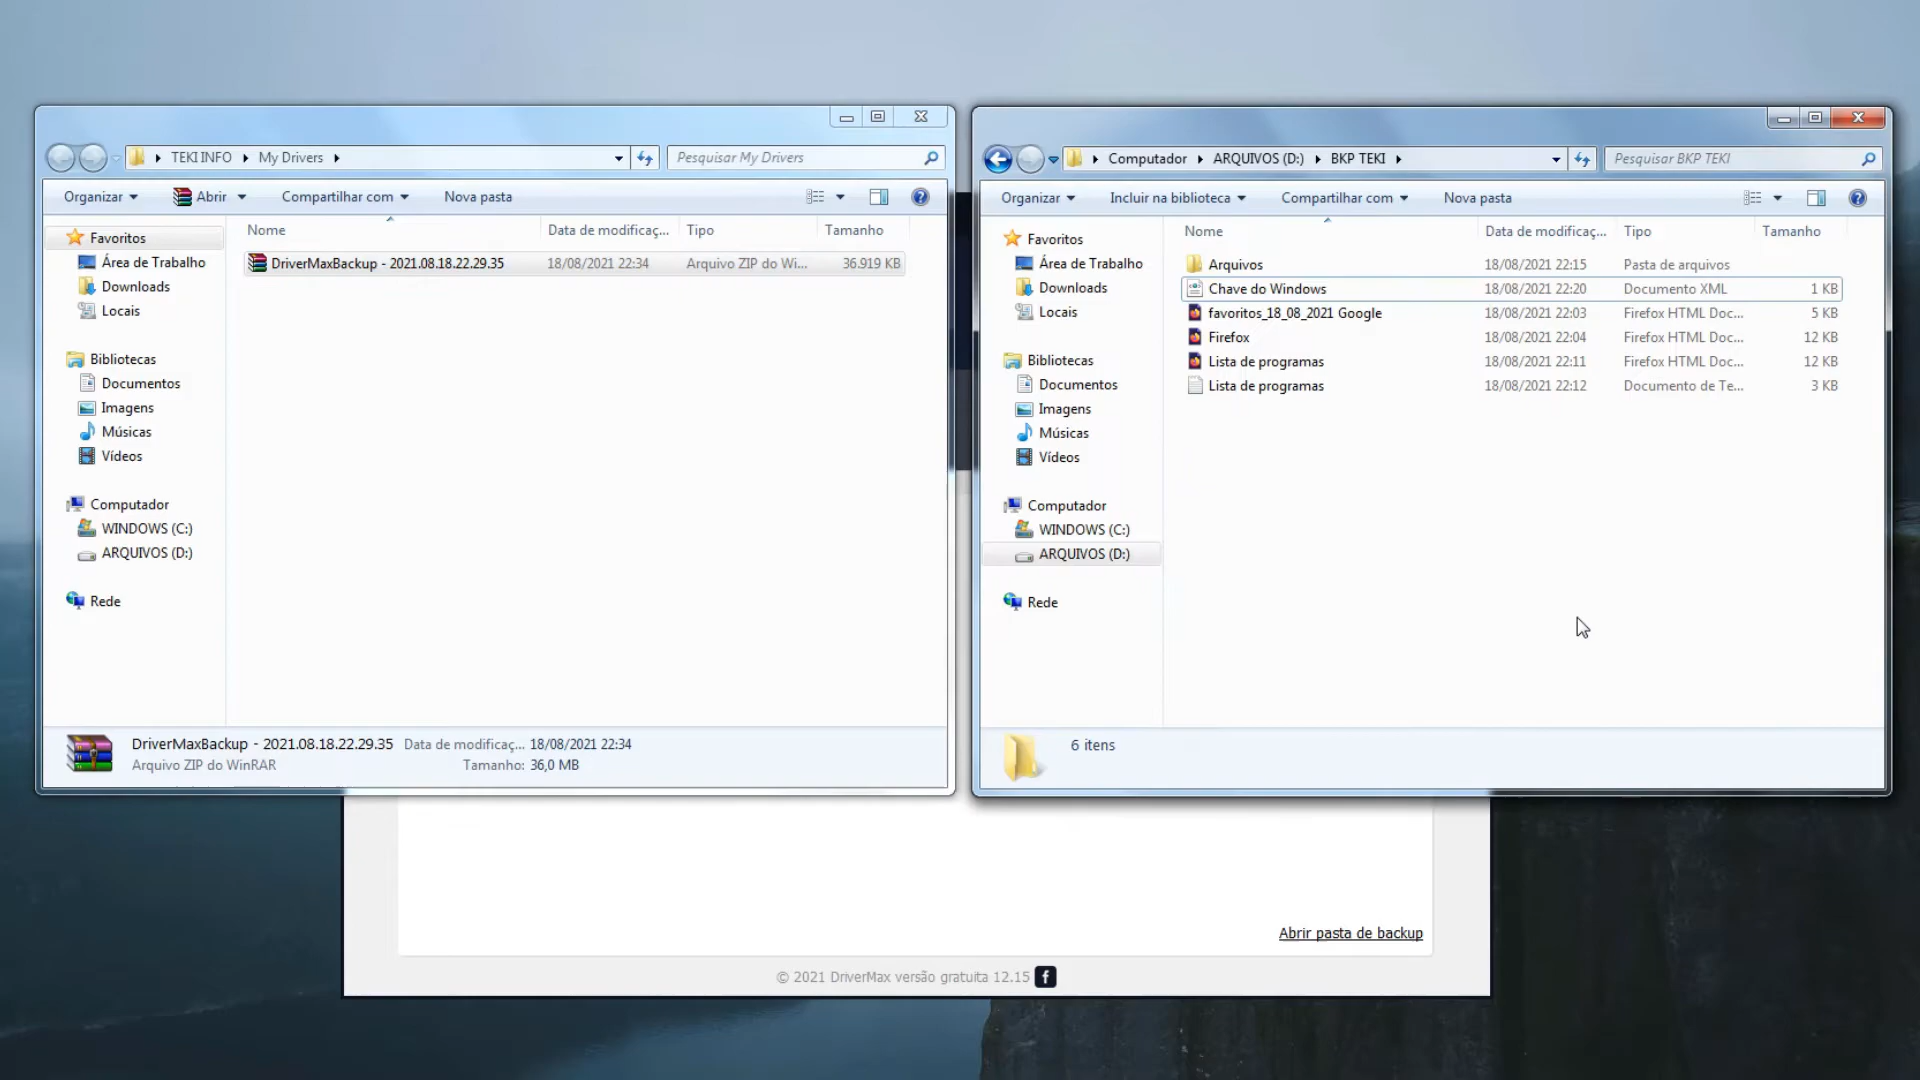 TEKI INFO My Drivers
Pesquisar My Drivers
Organizar Abrir Compartilhar com Nova pasta
Nome Data de modificaç... Tipo Tamanho
DriverMaxBackup - 2021.08.18.22.29.35 18/08/2021 22:34 Arquivo ZIP do Wi... 36.919 KB
Favoritos
Área de Trabalho
Downloads
Locais
Bibliotecas
Documentos
Imagens
Músicas
Vídeos
Computador
WINDOWS (C:)
ARQUIVOS (D:)
Rede
DriverMaxBackup - 2021.08.18.22.29.35 Data de modificaç... 18/08/2021 22:34
Arquivo ZIP do WinRAR Tamanho: 36,0 MB
Computador ARQUIVOS (D:) BKP TEKI
Pesquisar BKP TEKI
Organizar Incluir na biblioteca Compartilhar com Nova pasta
Nome Data de modificaç... Tipo Tamanho
Arquivos 18/08/2021 22:15 Pasta de arquivos
Chave do Windows 18/08/2021 22:20 Documento XML 1 KB
favoritos_18_08_2021 Google 18/08/2021 22:03 Firefox HTML Doc... 5 KB
Firefox 18/08/2021 22:04 Firefox HTML Doc... 12 KB
Lista de programas 18/08/2021 22:11 Firefox HTML Doc... 12 KB
Lista de programas 18/08/2021 22:12 Documento de Te... 3 KB
Favoritos
Área de Trabalho
Downloads
Locais
Bibliotecas
Documentos
Imagens
Músicas
Vídeos
Computador
WINDOWS (C:)
ARQUIVOS (D:)
Rede
6 itens
Abrir pasta de backup
© 2021 DriverMax versão gratuita 12.15